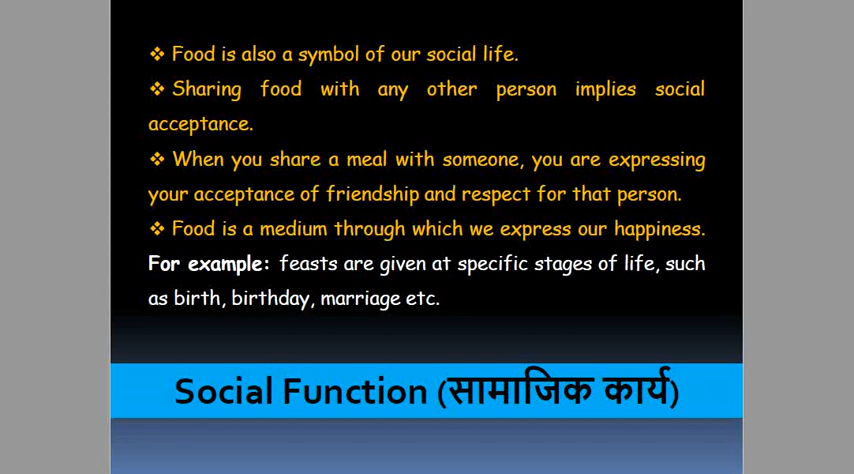 ❖ Food is also a symbol of our social life.
❖ Sharing food with any other person implies social
acceptance.
❖ When you share a meal with someone, you are expressing
your acceptance of friendship and respect for that person.
❖ Food is a medium through which we express our happiness.
For example: feasts are given at specific stages of life, such
as birth, birthday, marriage etc.
Social Function (सामाजिक कार्य)